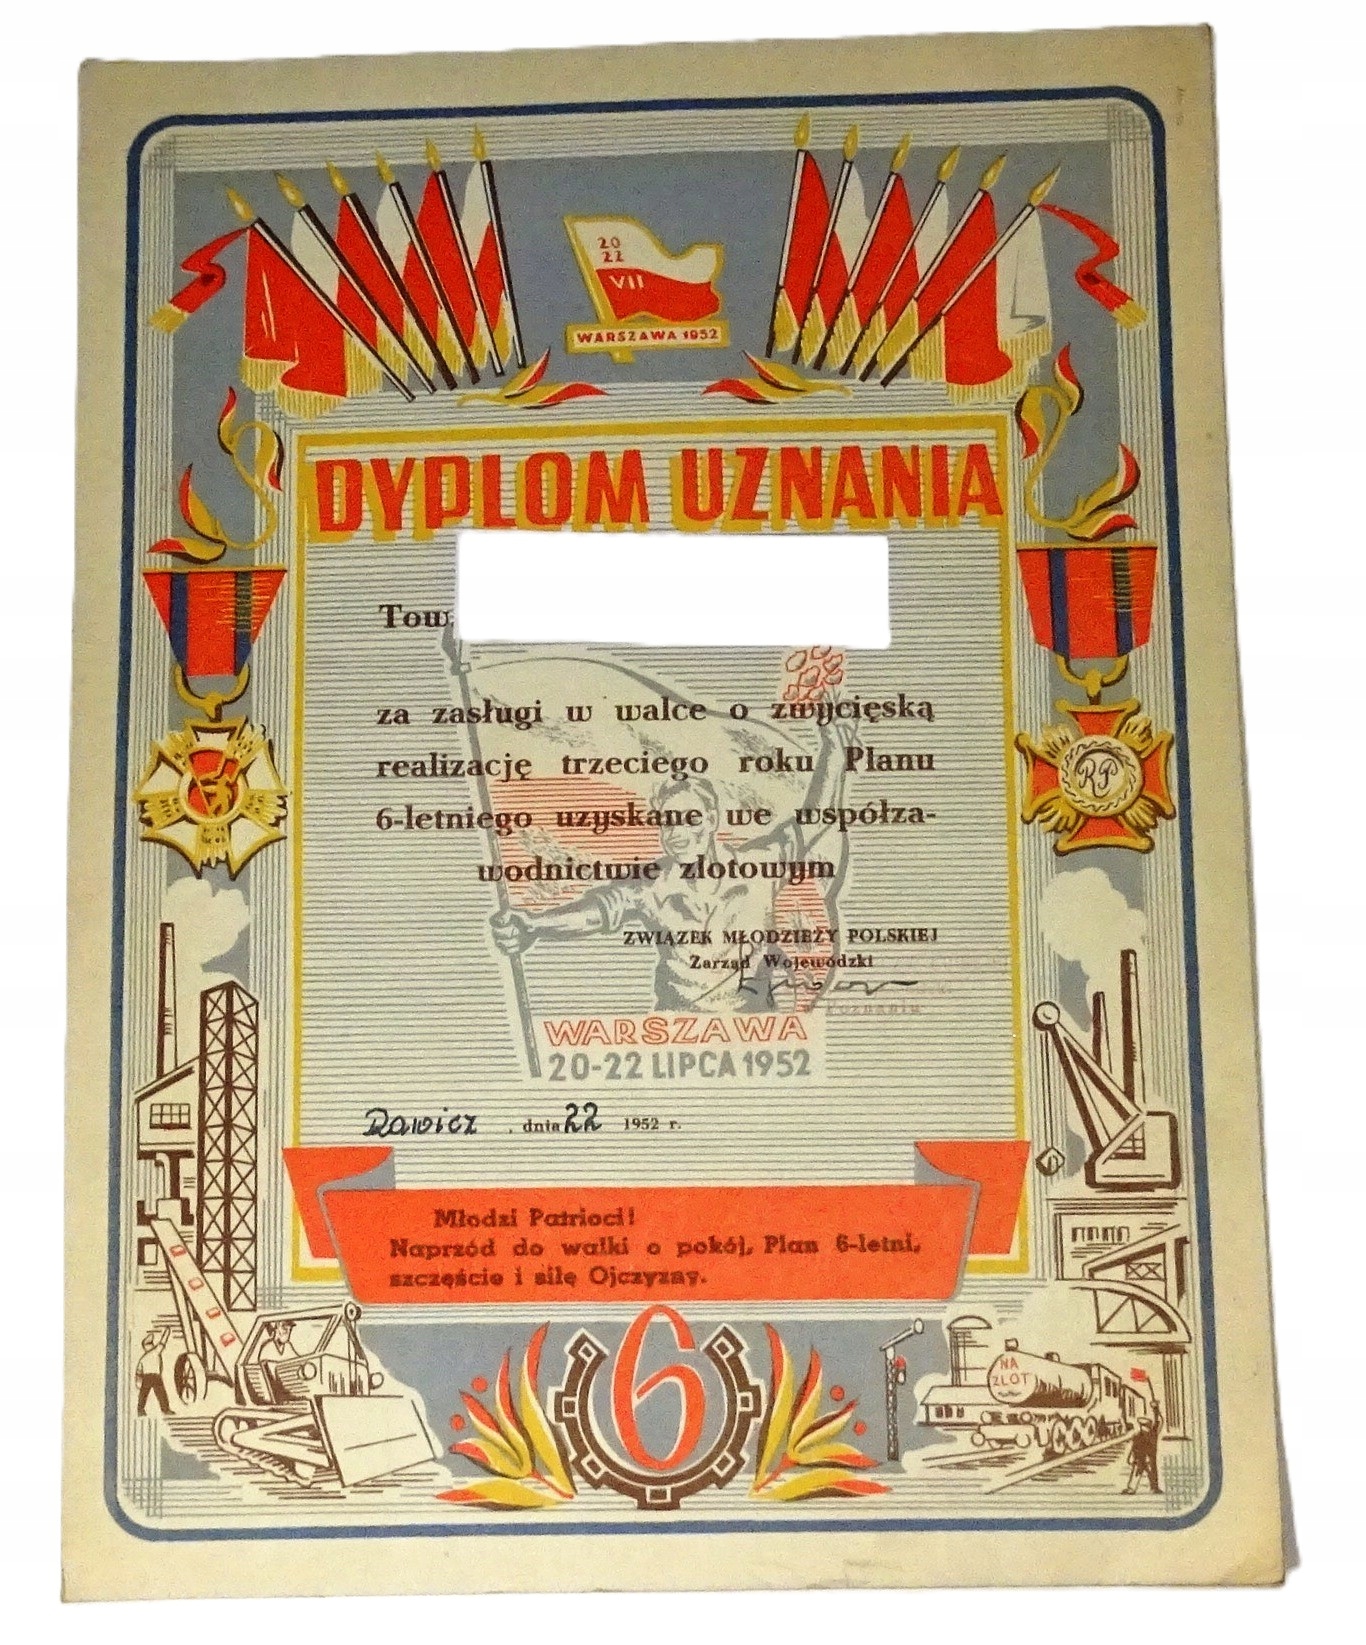 20
22
VII
WARSZAWA 1952
DYPLOM UZNANIA
Tow.
za zasługi w walce o zwycięską
realizację trzeciego roku Planu
6-letniego uzyskane we współza-
wodnictwie zlotowym
ZWIĄZEK MŁODZIEŻY POLSKIEJ
Zarząd Wojewódzki
w Poznaniu
WARSZAWA
20-22 LIPCA 1952
Rawicz, dnia 22 1952 r.
Młodzi Patrioci!
Naprzód do walki o pokój, Plan 6-letni,
szczęście i siłę Ojczyzny.
RP
6
NA
ZLOT